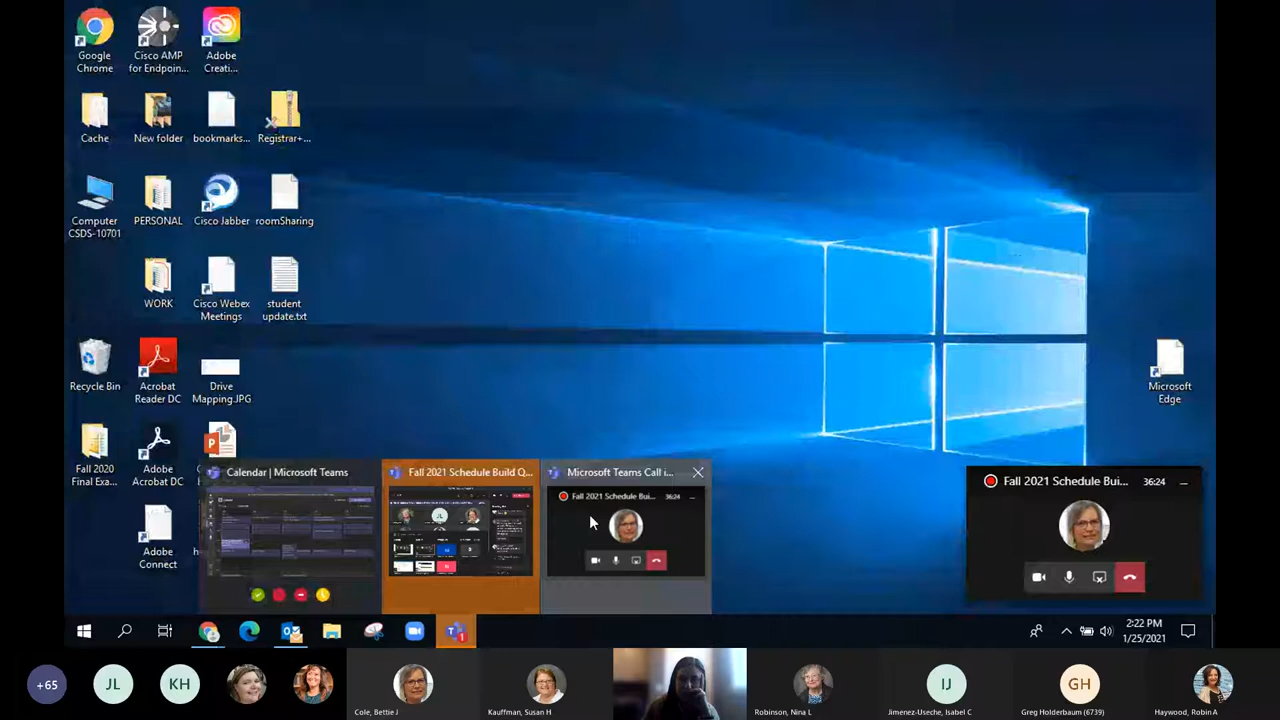 Google
Chrome
Cisco AMP
for Endpoin...
Adobe
Creati...
Cache
New folder
bookmarks...
Registrar+...
Computer
CSDS-10701
PERSONAL
Cisco Jabber
roomSharing
WORK
Cisco Webex
Meetings
student
update.txt
Recycle Bin
Acrobat
Reader DC
Drive
Mapping.JPG
Microsoft
Edge
Fall 2020
Final Exa...
Adobe
Acrobat DC
Adobe
Connect
Calendar | Microsoft Teams
Fall 2021 Schedule Build Q...
JL
Microsoft Teams Call i...
Fall 2021 Schedule Bui... 36:24
Fall 2021 Schedule Bui... 36:24
1
2:22 PM
1/25/2021
+65
JL
KH
Cole, Bettie J
Kauffman, Susan H
Robinson, Nina L
IJ
Jimenez-Useche, Isabel C
GH
Greg Holderbaum (6739)
Haywood, Robin A